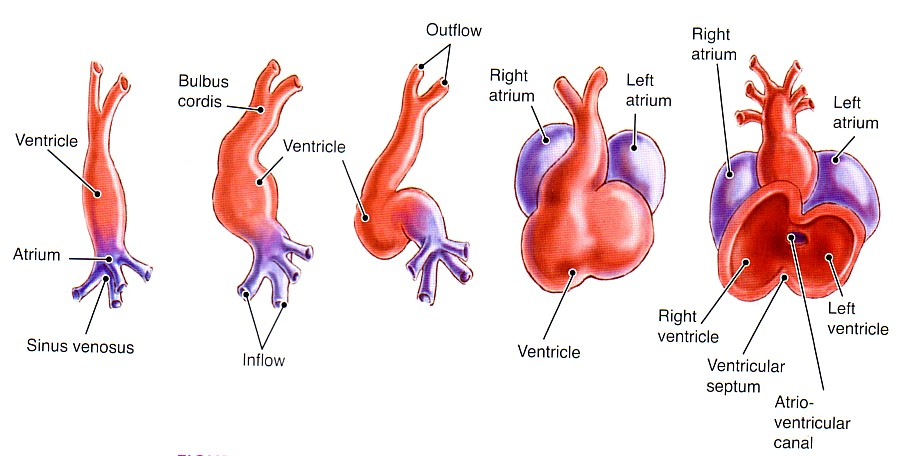 Ventricle
Atrium
Sinus venosus
Bulbus
cordis
Ventricle
Inflow
Outflow
Right
atrium
Left
atrium
Ventricle
Right
atrium
Left
atrium
Right
ventricle
Left
ventricle
Ventricular
septum
Atrio-
ventricular
canal